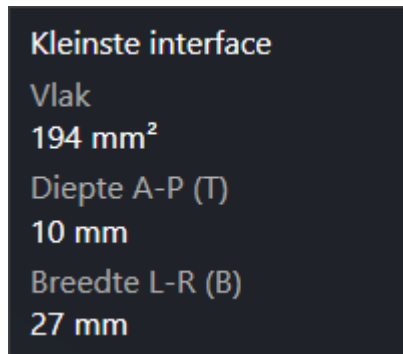 Kleinste interface
Vlak
194 mm²
Diepte A-P (T)
10 mm
Breedte L-R (B)
27 mm